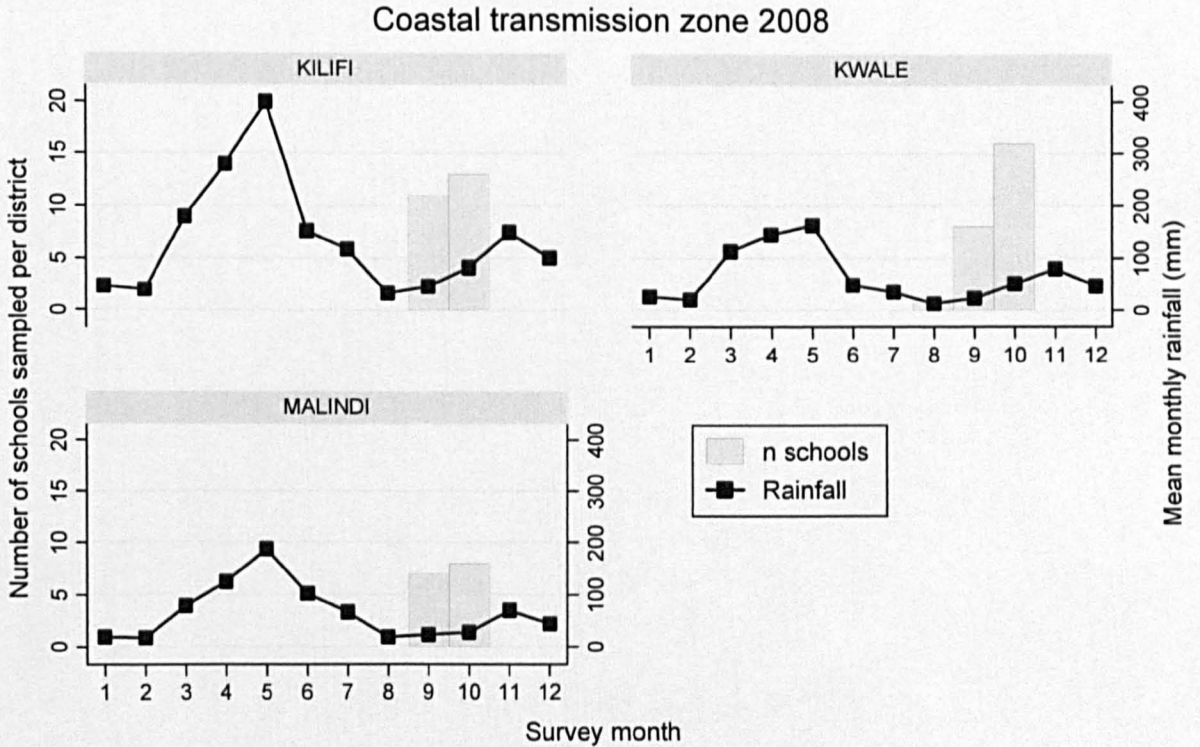 Coastal transmission zone 2008
KILIFI
KWALE
20
15
10
5
0
400
300
200
100
0
1 2 3 4 5 6 7 8 9 10 11 12
MALINDI
20
15
10
5
0
400
300
200
100
0
1 2 3 4 5 6 7 8 9 10 11 12
n schools
Rainfall
Number of schools sampled per district
Mean monthly rainfall (mm)
Survey month